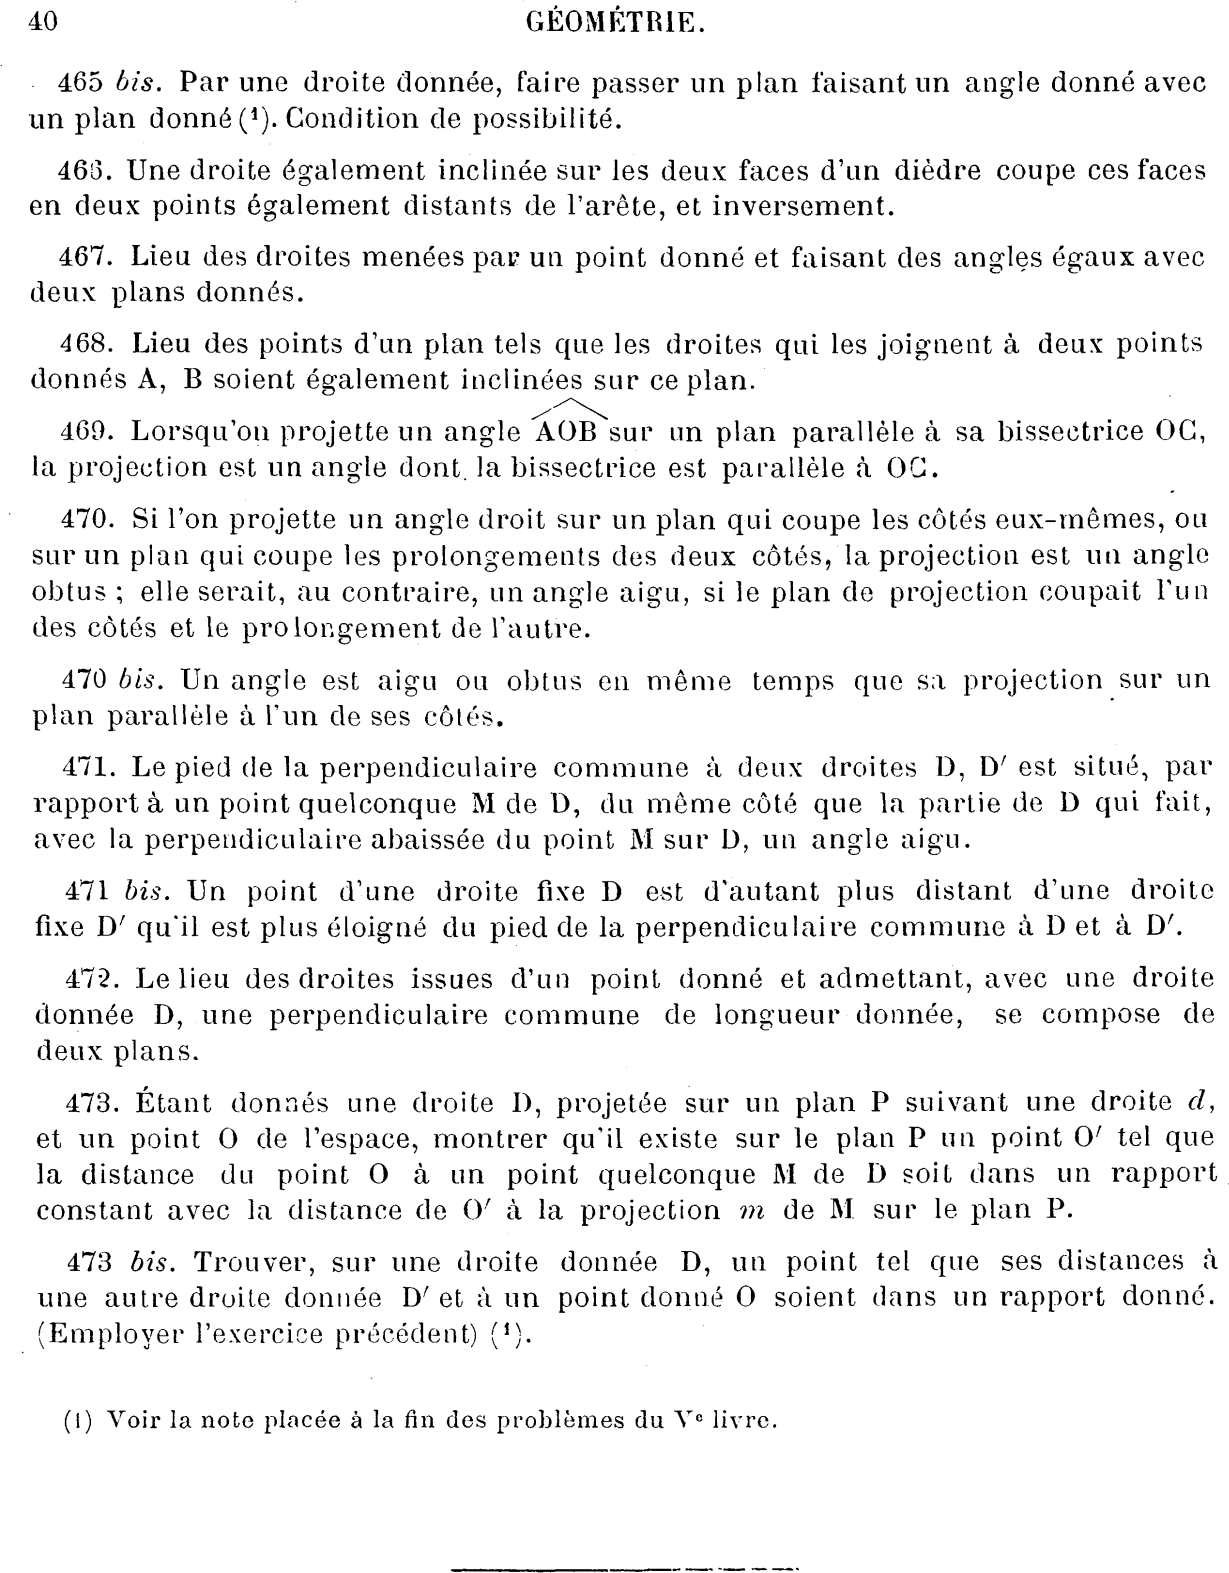 40 GÉOMÉTRIE.
465 bis. Par une droite donnée, faire passer un plan faisant un angle donné avec
un plan donné (¹). Condition de possibilité.
466. Une droite également inclinée sur les deux faces d'un dièdre coupe ces faces
en deux points également distants de l'arête, et inversement.
467. Lieu des droites menées par un point donné et faisant des angles égaux avec
deux plans donnés.
468. Lieu des points d'un plan tels que les droites qui les joignent à deux points
donnés A, B soient également inclinées sur ce plan.
469. Lorsqu'on projette un angle AOB sur un plan parallèle à sa bissectrice OC,
la projection est un angle dont la bissectrice est parallèle à OC.
470. Si l'on projette un angle droit sur un plan qui coupe les côtés eux-mêmes, ou
sur un plan qui coupe les prolongements des deux côtés, la projection est un angle
obtus ; elle serait, au contraire, un angle aigu, si le plan de projection coupait l'un
des côtés et le prolongement de l'autre.
470 bis. Un angle est aigu ou obtus en même temps que sa projection sur un
plan parallèle à l'un de ses côtés.
471. Le pied de la perpendiculaire commune à deux droites D, D′ est situé, par
rapport à un point quelconque M de D, du même côté que la partie de D qui fait,
avec la perpendiculaire abaissée du point M sur D, un angle aigu.
471 bis. Un point d'une droite fixe D est d'autant plus distant d'une droite
fixe D′ qu'il est plus éloigné du pied de la perpendiculaire commune à D et à D′.
472. Le lieu des droites issues d'un point donné et admettant, avec une droite
donnée D, une perpendiculaire commune de longueur donnée, se compose de
deux plans.
473. Étant donnés une droite D, projetée sur un plan P suivant une droite d,
et un point O de l'espace, montrer qu'il existe sur le plan P un point O′ tel que
la distance du point O à un point quelconque M de D soit dans un rapport
constant avec la distance de O′ à la projection m de M sur le plan P.
473 bis. Trouver, sur une droite donnée D, un point tel que ses distances à
une autre droite donnée D′ et à un point donné O soient dans un rapport donné.
(Employer l'exercice précédent) (¹).
(1) Voir la note placée à la fin des problèmes du Vᵉ livre.